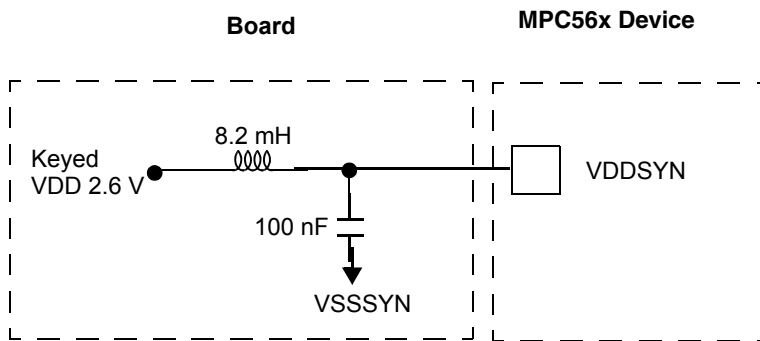 Board
MPC56x Device
8.2 mH
Keyed
VDD 2.6 V
VDDSYN
100 nF
VSSSYN